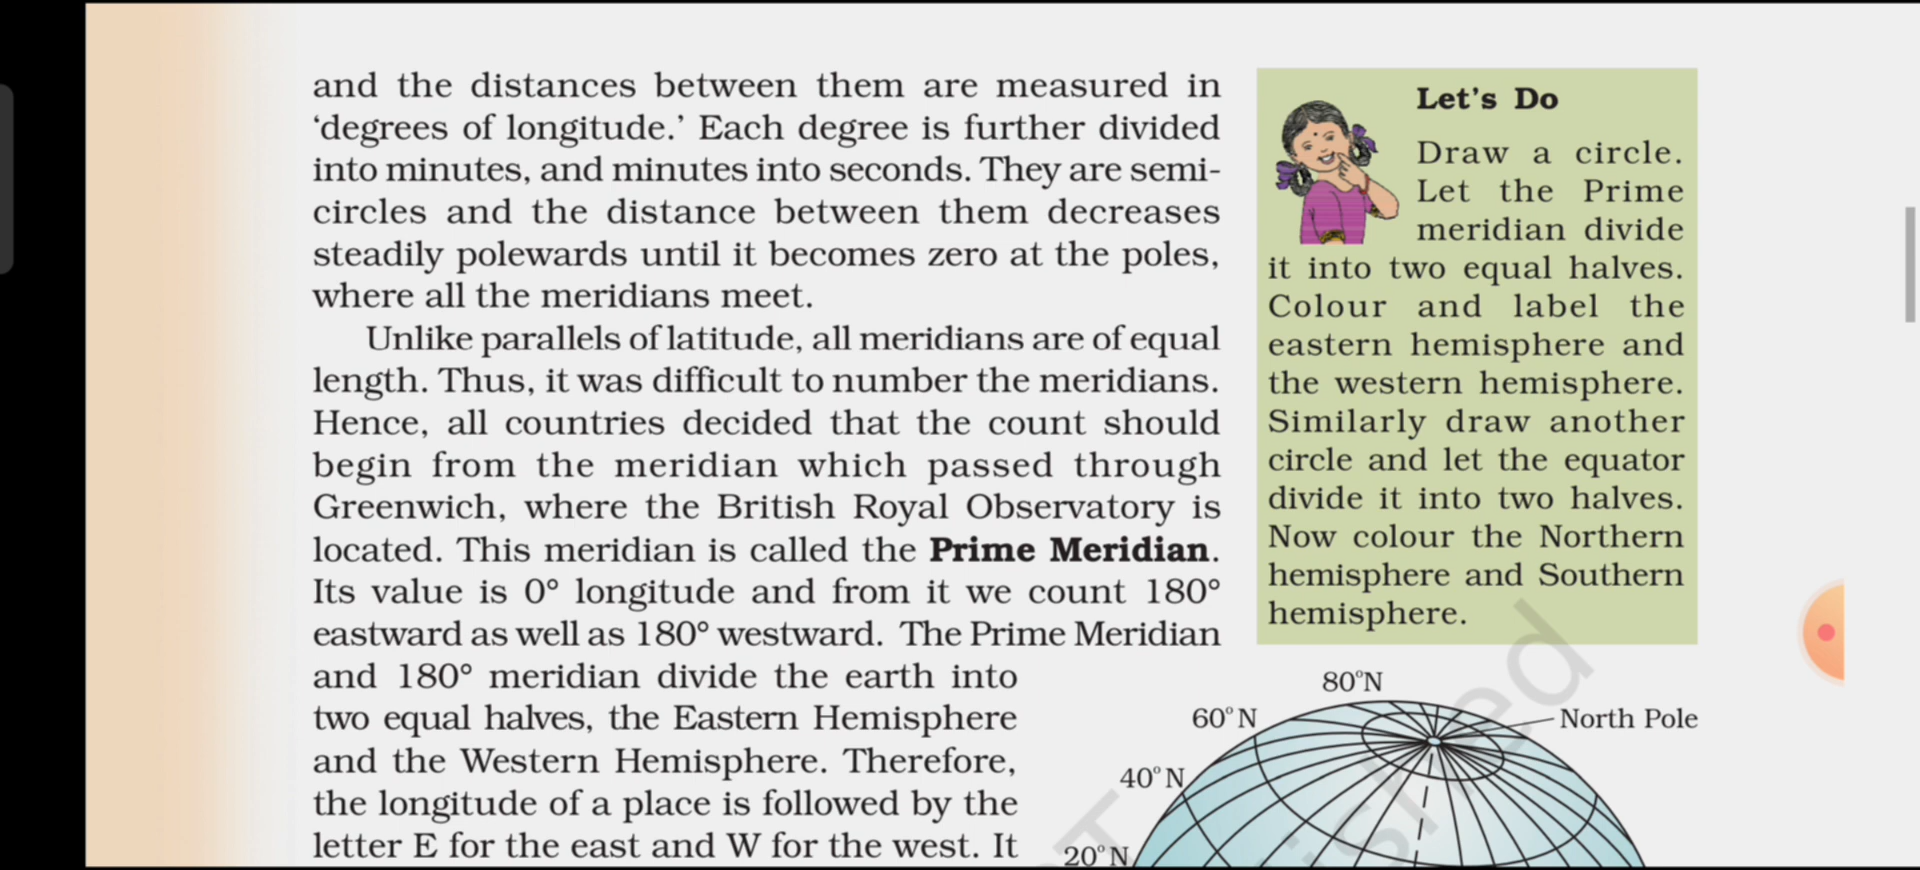 and the distances between them are measured in
‘degrees of longitude.’ Each degree is further divided
into minutes, and minutes into seconds. They are semi-
circles and the distance between them decreases
steadily polewards until it becomes zero at the poles,
where all the meridians meet.
Unlike parallels of latitude, all meridians are of equal
length. Thus, it was difficult to number the meridians.
Hence, all countries decided that the count should
begin from the meridian which passed through
Greenwich, where the British Royal Observatory is
located. This meridian is called the Prime Meridian.
Its value is 0° longitude and from it we count 180°
eastward as well as 180° westward. The Prime Meridian
and 180° meridian divide the earth into
two equal halves, the Eastern Hemisphere
and the Western Hemisphere. Therefore,
the longitude of a place is followed by the
letter E for the east and W for the west. It
Let’s Do
Draw a circle.
Let the Prime
meridian divide
it into two equal halves.
Colour and label the
eastern hemisphere and
the western hemisphere.
Similarly draw another
circle and let the equator
divide it into two halves.
Now colour the Northern
hemisphere and Southern
hemisphere.
80°N
60°N
North Pole
40°N
20°N